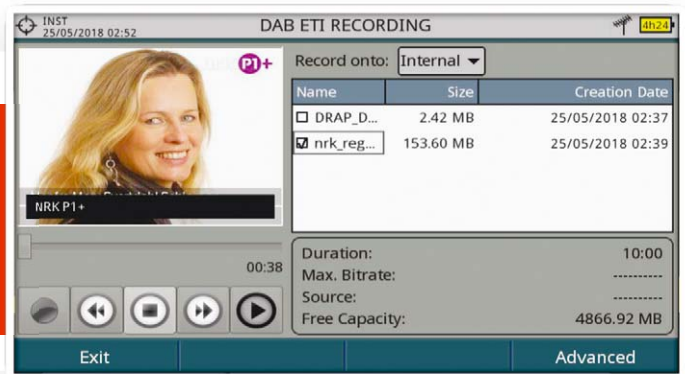 INST
25/05/2018 02:52
DAB ETI RECORDING
4h24
P1+
NRK P1+
00:38
Record onto: Internal
Name Size Creation Date
DRAP_D... 2.42 MB 25/05/2018 02:37
nrk_reg... 153.60 MB 25/05/2018 02:39
Duration: 10:00
Max. Bitrate: ----------
Source: ----------
Free Capacity: 4866.92 MB
Exit Advanced